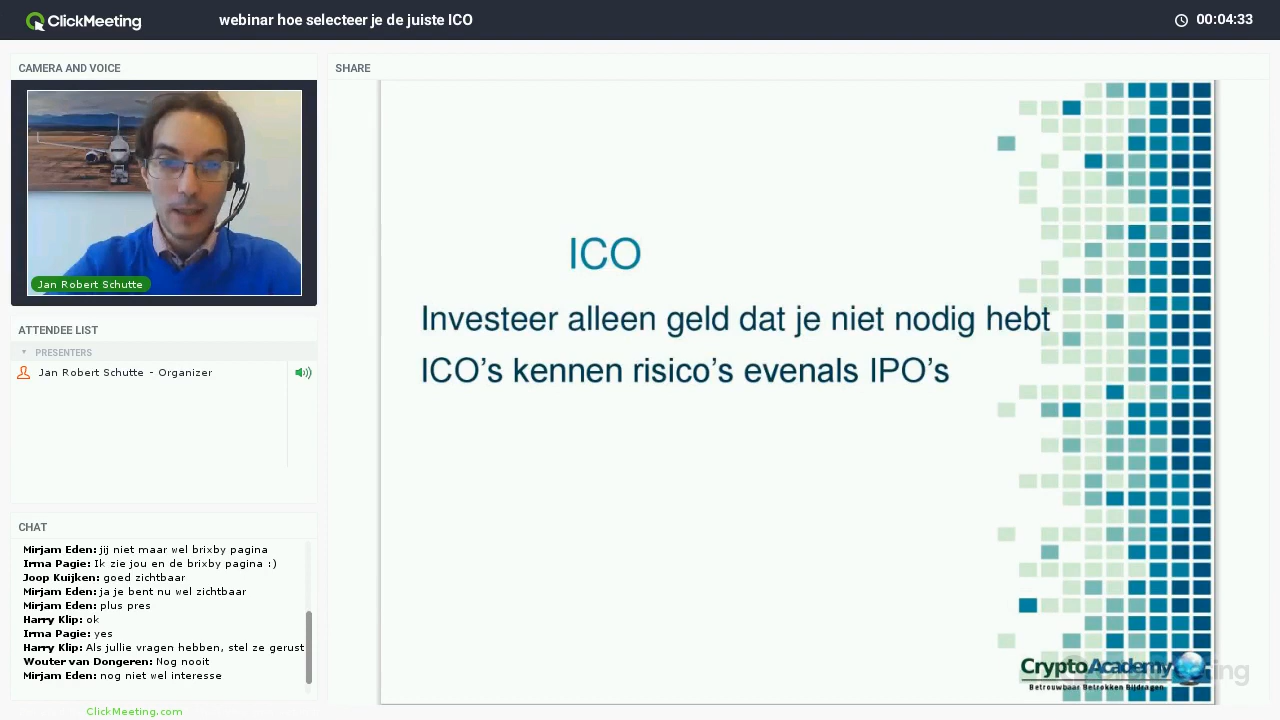 ClickMeeting
webinar hoe selecteer je de juiste ICO
00:04:33
CAMERA AND VOICE
Jan Robert Schutte
ATTENDEE LIST
PRESENTERS
Jan Robert Schutte - Organizer
CHAT
Mirjam Eden: jij niet maar wel brixby pagina
Irma Pagie: Ik zie jou en de brixby pagina :)
Joop Kuijken: goed zichtbaar
Mirjam Eden: ja je bent nu wel zichtbaar
Mirjam Eden: plus pres
Harry Klip: ok
Irma Pagie: yes
Harry Klip: Als jullie vragen hebben, stel ze gerust
Wouter van Dongeren: Nog nooit
Mirjam Eden: nog niet wel interesse
ClickMeeting.com
SHARE
ICO
Investeer alleen geld dat je niet nodig hebt
ICO's kennen risico's evenals IPO's
CryptoAcademy
Betrouwbaar Betrokken Bijdragen
ClickMeeting